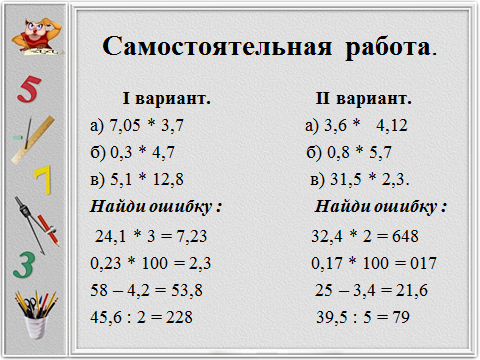 Самостоятельная работа.
I вариант.
а) 7,05 * 3,7
б) 0,3 * 4,7
в) 5,1 * 12,8
Найди ошибку :
24,1 * 3 = 7,23
0,23 * 100 = 2,3
58 – 4,2 = 53,8
45,6 : 2 = 228
II вариант.
а) 3,6 * 4,12
б) 0,8 * 5,7
в) 31,5 * 2,3.
Найди ошибку :
32,4 * 2 = 648
0,17 * 100 = 017
25 – 3,4 = 21,6
39,5 : 5 = 79
5
7
3